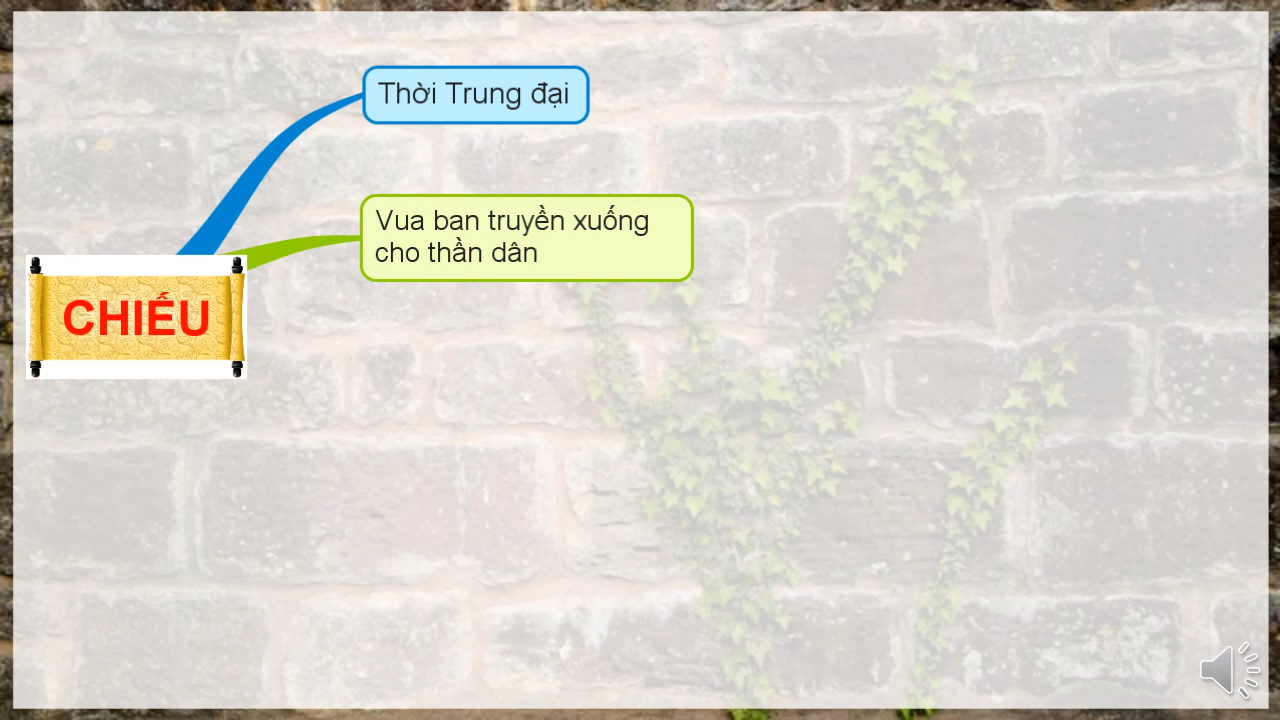 Thời Trung đại
Vua ban truyền xuống
cho thần dân
CHIẾU